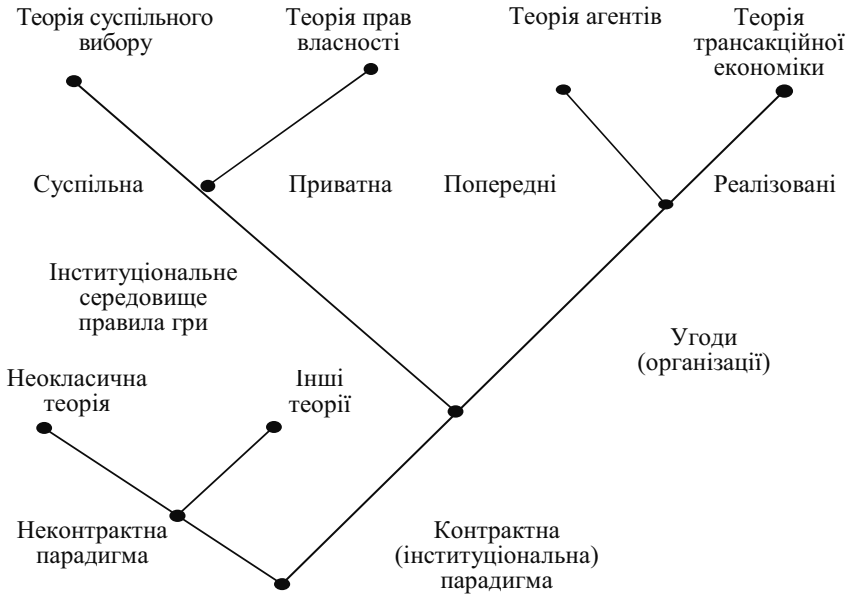 Теорія суспільного
вибору
Теорія прав
власності
Теорія агентів
Теорія
трансакційної
економіки
Суспільна
Приватна
Попередні
Реалізовані
Інституціональне
середовище
правила гри
Угоди
(організації)
Неокласична
теорія
Інші
теорії
Неконтрактна
парадигма
Контрактна
(інституціональна)
парадигма